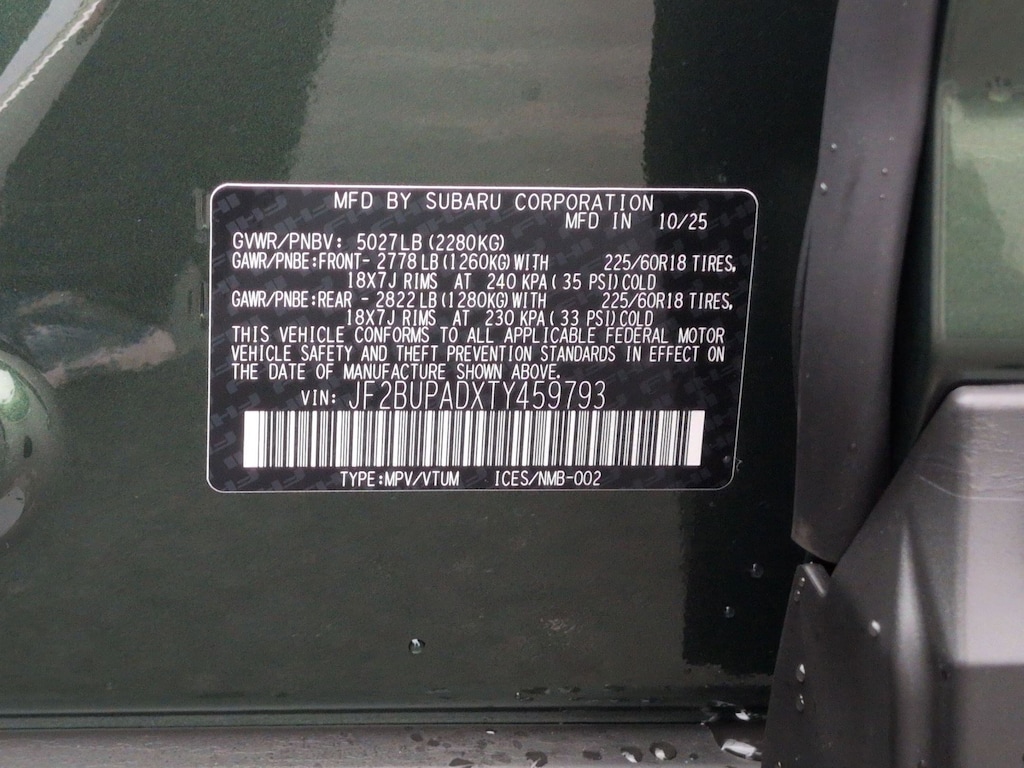 MFD BY SUBARU CORPORATION
MFD IN 10/25
GVWR/PNBV: 5027LB (2280KG)
GAWR/PNBE:FRONT- 2778 LB (1260KG) WITH 225/60R18 TIRES,
18X7J RIMS AT 240 KPA ( 35 PSI) COLD
GAWR/PNBE:REAR - 2822 LB (1280KG) WITH 225/60R18 TIRES,
18X7J RIMS AT 230 KPA ( 33 PSI) COLD
THIS VEHICLE CONFORMS TO ALL APPLICABLE FEDERAL MOTOR
VEHICLE SAFETY AND THEFT PREVENTION STANDARDS IN EFFECT ON
THE DATE OF MANUFACTURE SHOWN ABOVE.
VIN: JF2BUPADXTY459793
TYPE:MPV/VTUM ICES/NMB-002